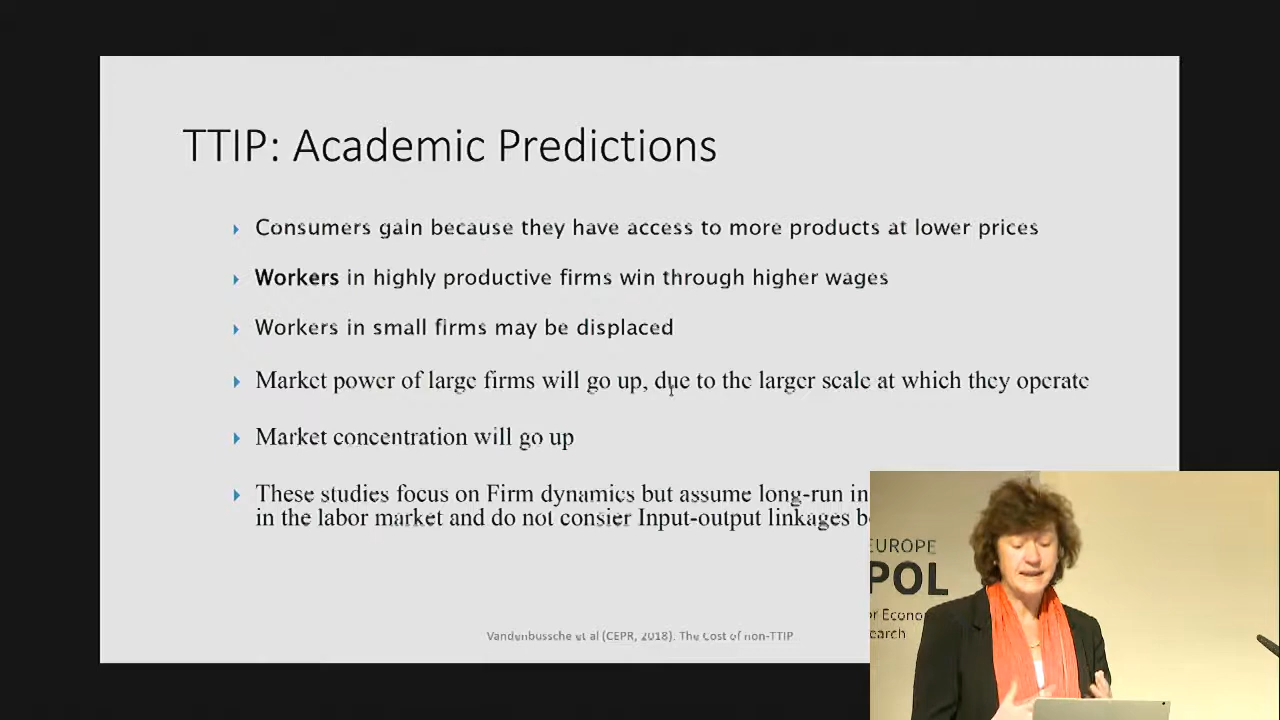 TTIP: Academic Predictions
Consumers gain because they have access to more products at lower prices
Workers in highly productive firms win through higher wages
Workers in small firms may be displaced
Market power of large firms will go up, due to the larger scale at which they operate
Market concentration will go up
These studies focus on Firm dynamics but assume long-run in
in the labor market and do not consier Input-output linkages
Vandenbussche et al (CEPR, 2018). The Cost of non-TTIP
EUROPE
POL
or Econo
earch